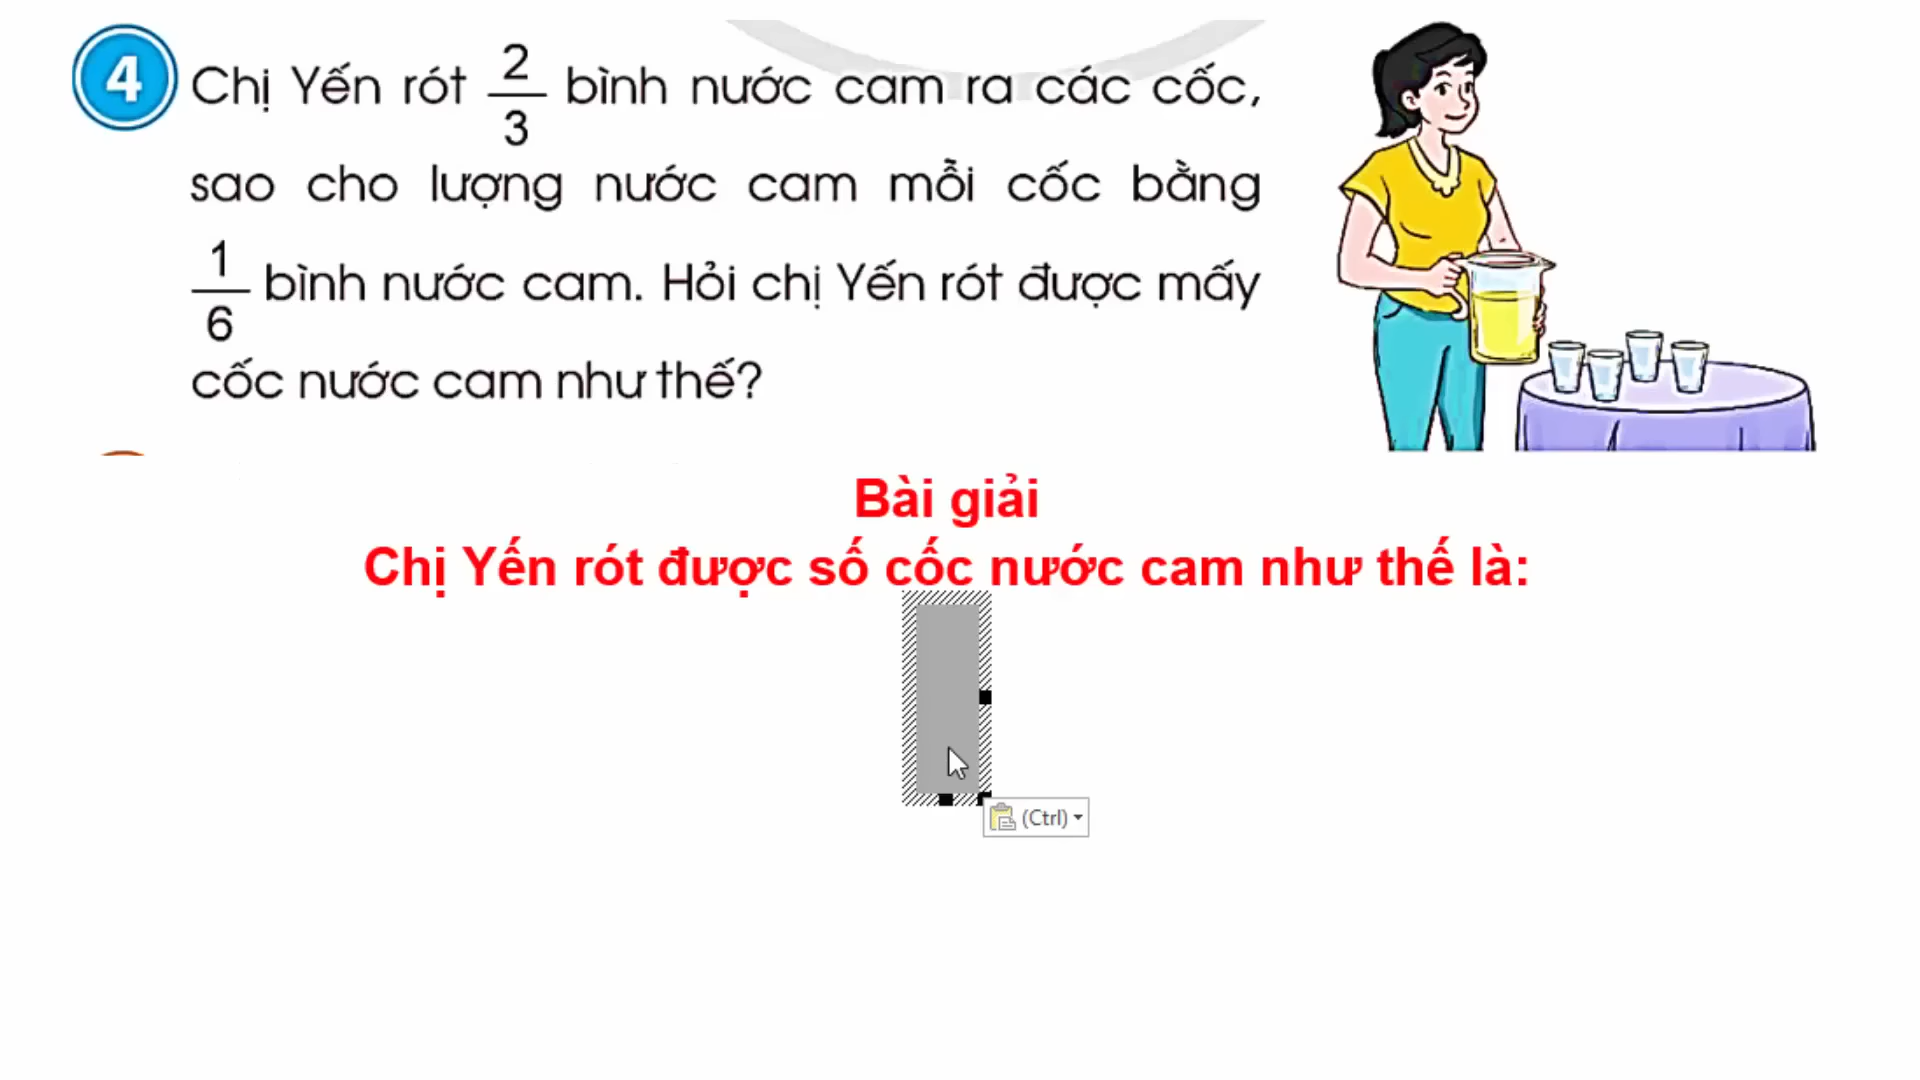 4 Chị Yến rót 2/3 bình nước cam ra các cốc,
sao cho lượng nước cam mỗi cốc bằng
1/6 bình nước cam. Hỏi chị Yến rót được mấy
cốc nước cam như thế?
Bài giải
Chị Yến rót được số cốc nước cam như thế là:
(Ctrl)